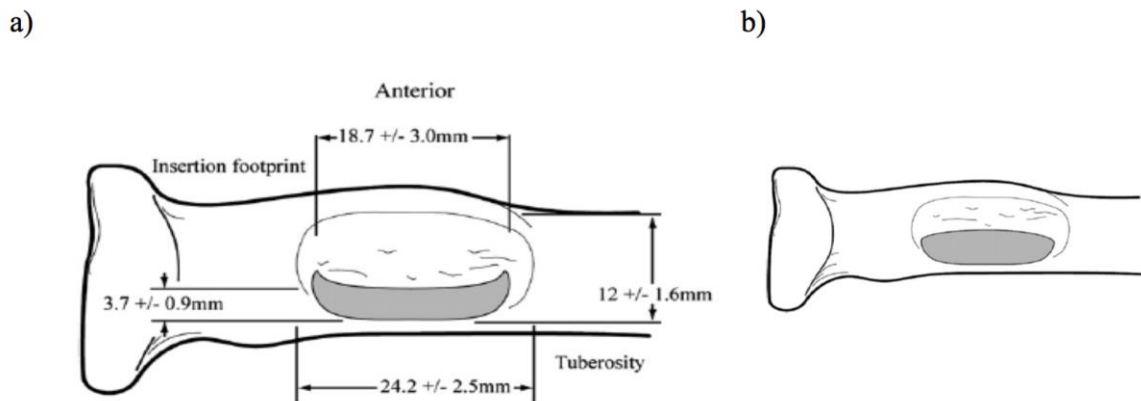 a)
b)
Anterior
18.7 +/- 3.0mm
Insertion footprint
3.7 +/- 0.9mm
12 +/- 1.6mm
Tuberosity
24.2 +/- 2.5mm